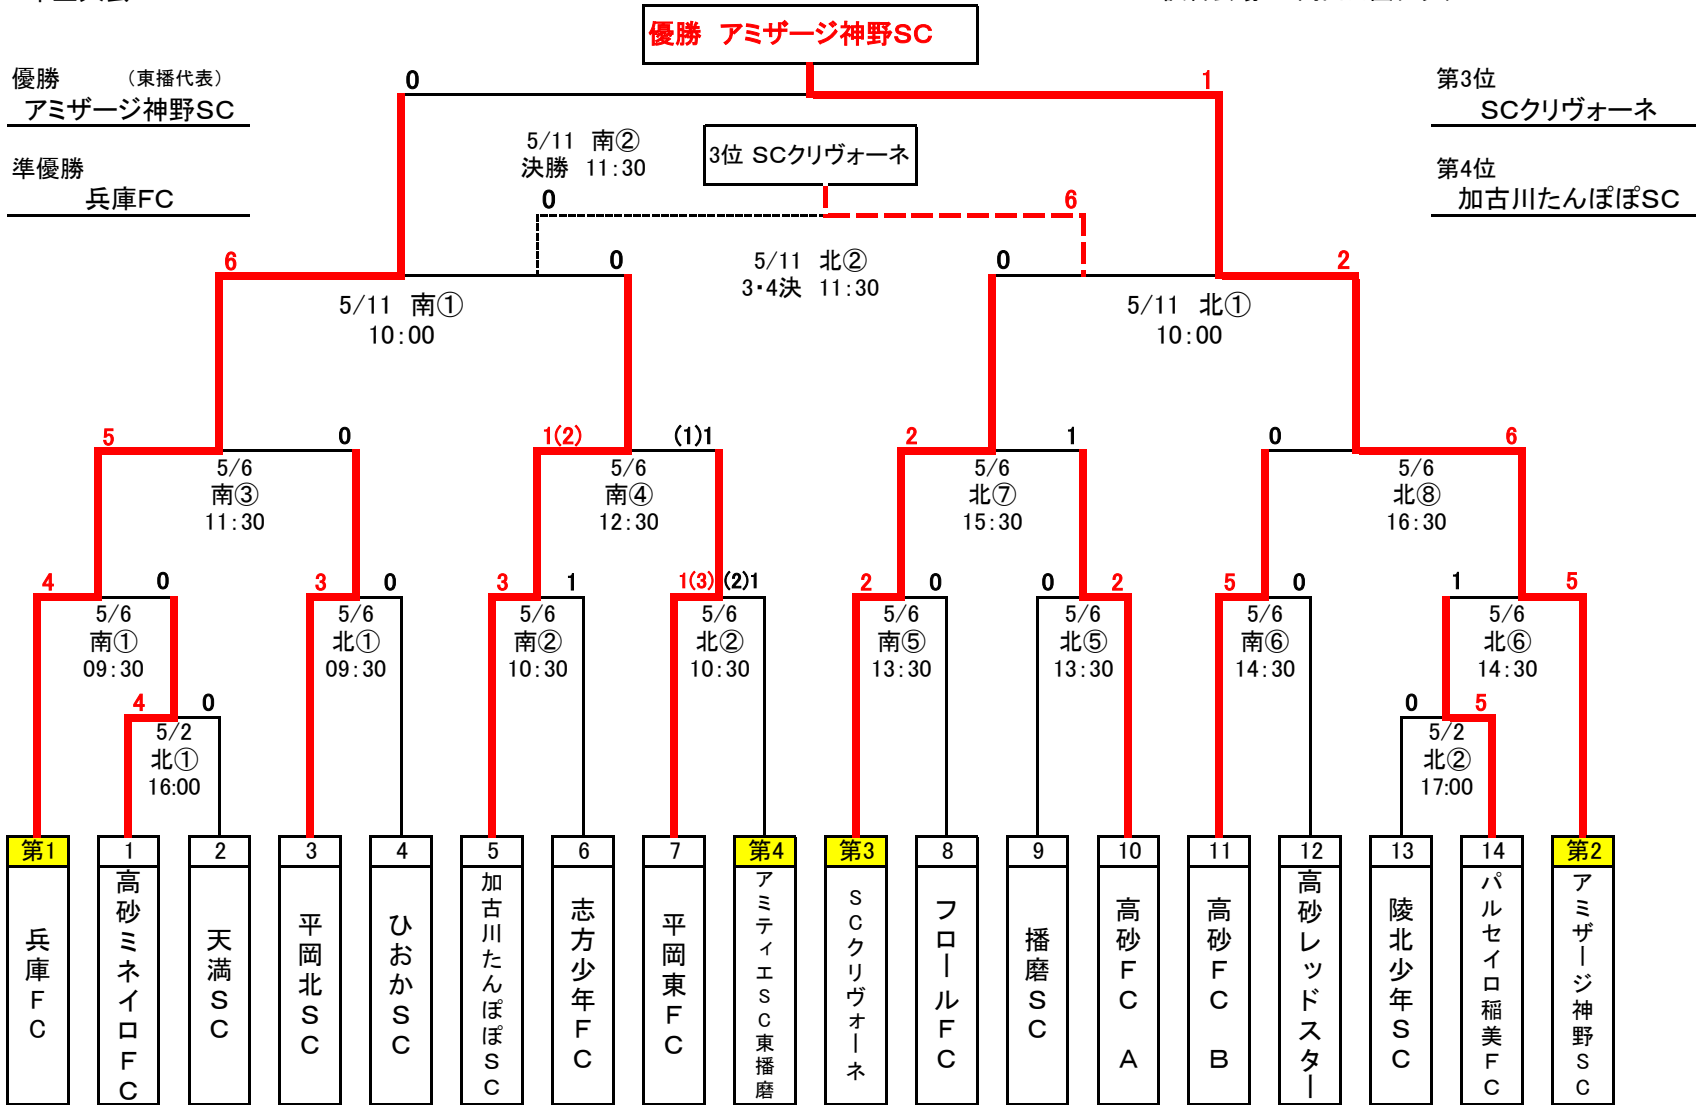 優勝 アミザージ神野SC
優勝 （東播代表）
アミザージ神野SC
準優勝
兵庫FC
第3位
SCクリヴォーネ
第4位
加古川たんぽぽSC
0 1
5/11 南②
決勝 11:30
3位 SCクリヴォーネ
0 6
5/11 北②
3・4決 11:30
6 0
5/11 南①
10:00
0 2
5/11 北①
10:00
5 0
5/6
南③
11:30
1(2) (1)1
5/6
南④
12:30
2 1
5/6
北⑦
15:30
0 6
5/6
北⑧
16:30
4 0
5/6
南①
09:30
3 0
5/6
北①
09:30
3 1
5/6
南②
10:30
1(3) (2)1
5/6
北②
10:30
2 0
5/6
南⑤
13:30
0 2
5/6
北⑤
13:30
5 0
5/6
南⑥
14:30
1 5
5/6
北⑥
14:30
4 0
5/2
北①
16:00
0 5
5/2
北②
17:00
第1
兵庫FC
1
高砂ミネイロFC
2
天満SC
3
平岡北SC
4
ひおかSC
5
加古川たんぽぽSC
6
志方少年FC
7
平岡東FC
第4
アミティエSC東播磨
第3
SCクリヴォーネ
8
フロールFC
9
播磨SC
10
高砂FC A
11
高砂FC B
12
高砂レッドスター
13
陵北少年SC
14
パルセイロ稲美FC
第2
アミザージ神野SC